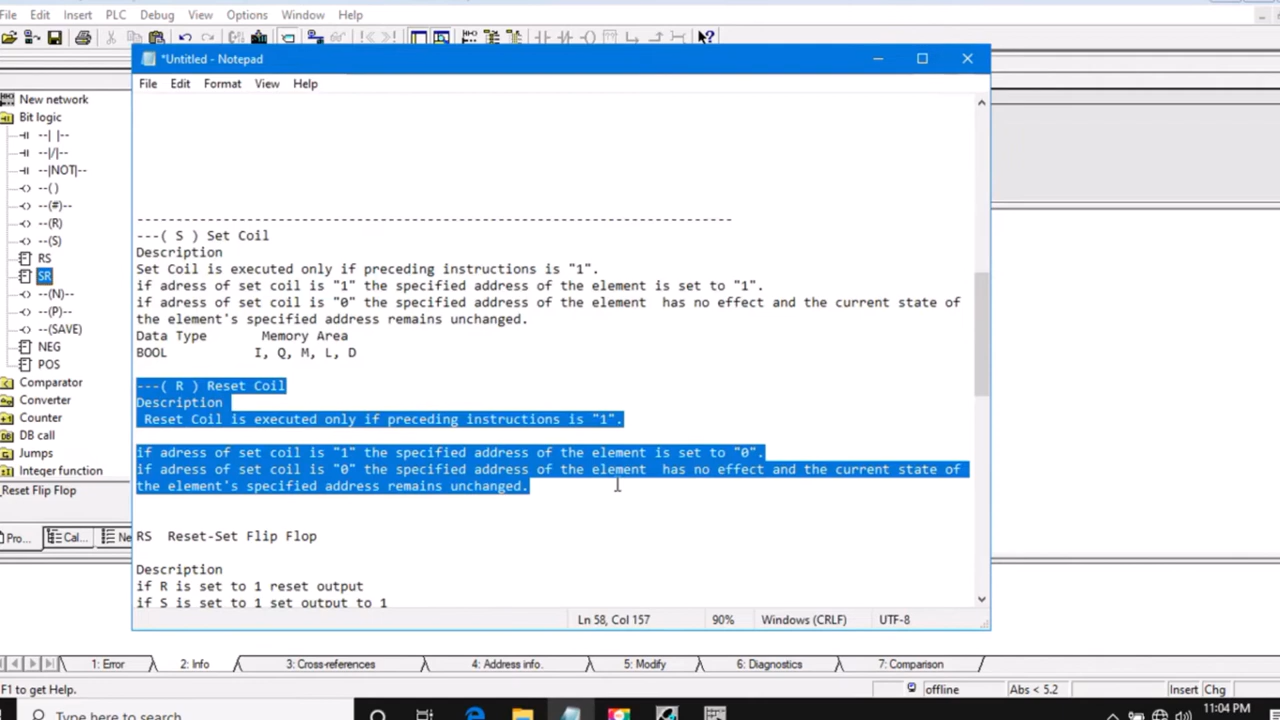 File Edit Insert PLC Debug View Options Window Help
*Untitled - Notepad
File Edit Format View Help
New network
Bit logic
--| |--
--|/|--
--|NOT|--
--( )
--(#)--
--(R)
--(S)
RS
SR
--(N)--
--(P)--
--(SAVE)
NEG
POS
Comparator
Converter
Counter
DB call
Jumps
Integer function
Reset Flip Flop
Pro... Cal... Ne
--------------------------------------------------------------------------------
---( S ) Set Coil
Description
Set Coil is executed only if preceding instructions is "1".
if adress of set coil is "1" the specified address of the element is set to "1".
if adress of set coil is "0" the specified address of the element  has no effect and the current state of
the element's specified address remains unchanged.
Data Type Memory Area
BOOL I, Q, M, L, D
---( R ) Reset Coil
Description
Reset Coil is executed only if preceding instructions is "1".
if adress of set coil is "1" the specified address of the element is set to "0".
if adress of set coil is "0" the specified address of the element  has no effect and the current state of
the element's specified address remains unchanged.
RS  Reset-Set Flip Flop
Description
if R is set to 1 reset output
if S is set to 1 set output to 1
Ln 58, Col 157 90% Windows (CRLF) UTF-8
1: Error 2: Info 3: Cross-references 4: Address info. 5: Modify 6: Diagnostics 7: Comparison
F1 to get Help. offline Abs < 5.2 Insert Chg
Type here to search 11:04 PM